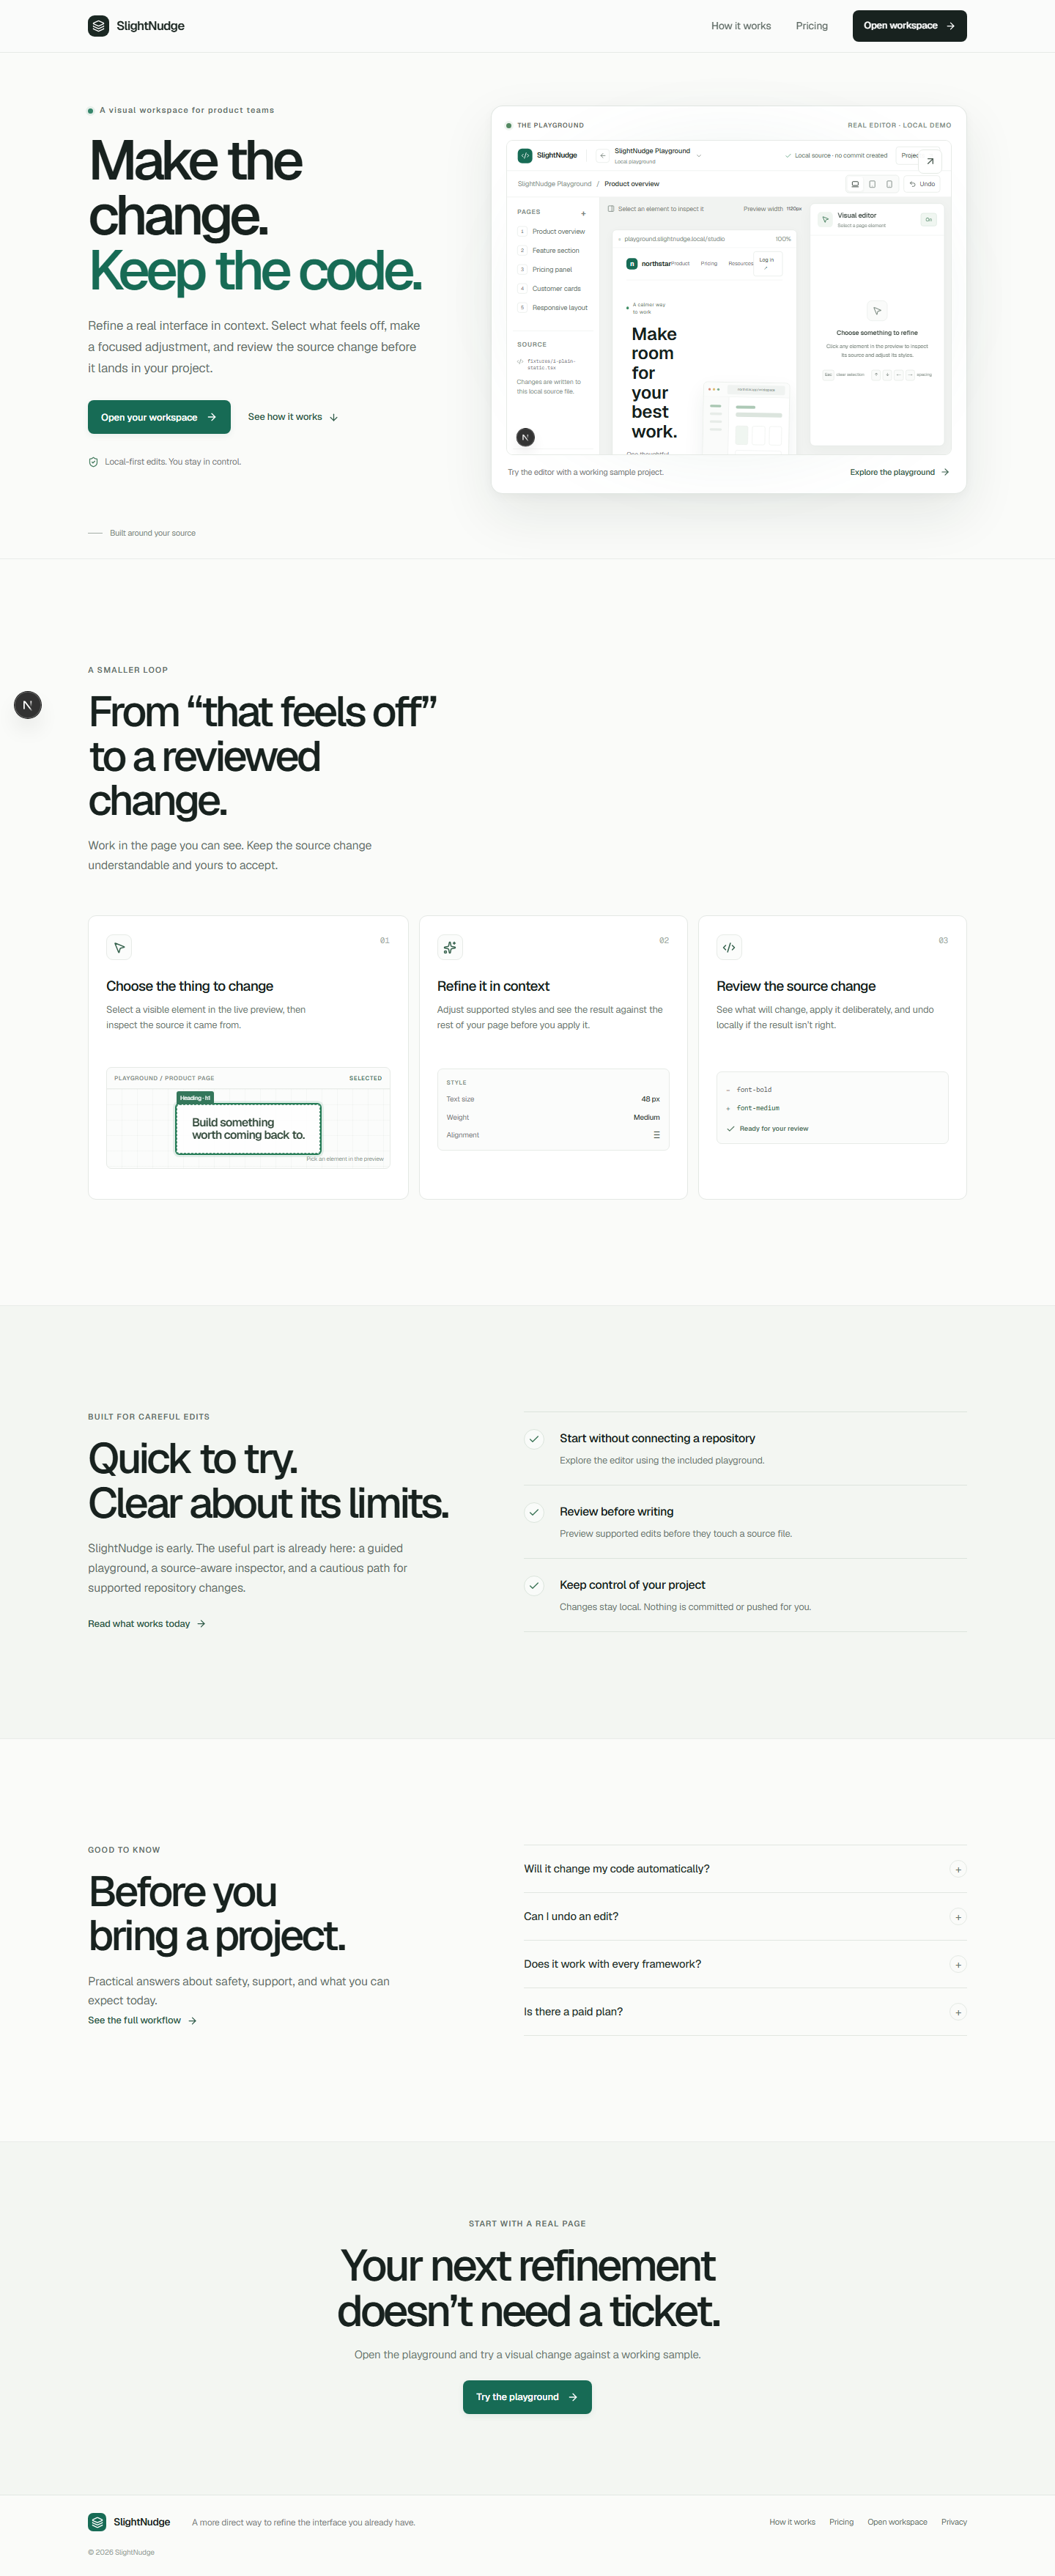 SlightNudge
How it works
Pricing
Open workspace
A visual workspace for product teams
Make the
change.
Keep the code.
Refine a real interface in context. Select what feels off, make
a focused adjustment, and review the source change before
it lands in your project.
Open your workspace
See how it works
Local-first edits. You stay in control.
Built around your source
THE PLAYGROUND
REAL EDITOR · LOCAL DEMO
SlightNudge
SlightNudge Playground
Local playground
Local source · no commit created
SlightNudge Playground / Product overview
Undo
PAGES
+
1 Product overview
2 Feature section
3 Pricing panel
4 Customer cards
5 Responsive layout
SOURCE
fixtures/1-plain-
static.tsx
Changes are written to
this local source file.
N
Select an element to inspect it
Preview width 1120px
playground.slightnudge.local/studio
100%
n northstar
Product
Pricing
Resources
Log in
A calmer way
to work
Make
room
for
your
best
work.
Visual editor
Select a page element
On
Choose something to refine
Click any element in the preview to inspect
its source and adjust its styles.
Esc clear selection
spacing
Try the editor with a working sample project.
Explore the playground
A SMALLER LOOP
N
From “that feels off”
to a reviewed
change.
Work in the page you can see. Keep the source change
understandable and yours to accept.
01
Choose the thing to change
Select a visible element in the live preview, then
inspect the source it came from.
PLAYGROUND / PRODUCT PAGE
SELECTED
Heading · h1
Build something
worth coming back to.
Pick an element in the preview
02
Refine it in context
Adjust supported styles and see the result against the
rest of your page before you apply it.
STYLE
Text size 48 px
Weight Medium
Alignment
03
Review the source change
See what will change, apply it deliberately, and undo
locally if the result isn’t right.
− font-bold
+ font-medium
Ready for your review
BUILT FOR CAREFUL EDITS
Quick to try.
Clear about its limits.
SlightNudge is early. The useful part is already here: a guided
playground, a source-aware inspector, and a cautious path for
supported repository changes.
Read what works today
Start without connecting a repository
Explore the editor using the included playground.
Review before writing
Preview supported edits before they touch a source file.
Keep control of your project
Changes stay local. Nothing is committed or pushed for you.
GOOD TO KNOW
Before you
bring a project.
Practical answers about safety, support, and what you can
expect today.
See the full workflow
Will it change my code automatically?
+
Can I undo an edit?
+
Does it work with every framework?
+
Is there a paid plan?
+
START WITH A REAL PAGE
Your next refinement
doesn’t need a ticket.
Open the playground and try a visual change against a working sample.
Try the playground
SlightNudge
A more direct way to refine the interface you already have.
How it works
Pricing
Open workspace
Privacy
© 2026 SlightNudge